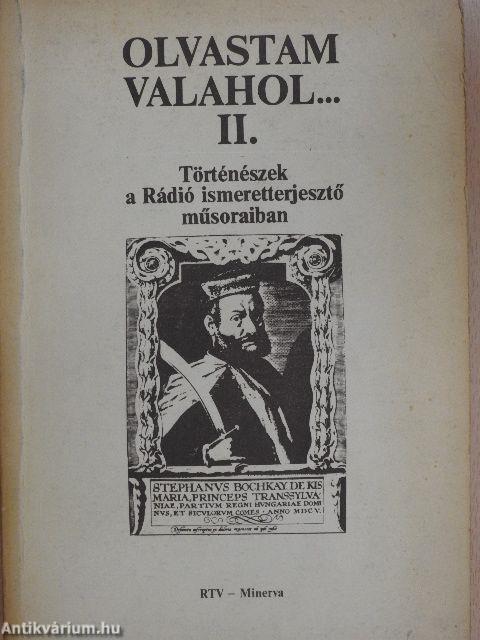 OLVASTAM
VALAHOL...
II.
Történészek
a Rádió ismeretterjesztő
műsoraiban
STEPHANVS BOCHKAY DE KIS
MARIA, PRINCEPS TRANSSYLVA
NIAE, PARTIVM REGNI HVNGARIAE DOMI
NVS, ET SICVLORVM COMES · ANNO MDCV.
RTV – Minerva
Antikvárium.hu